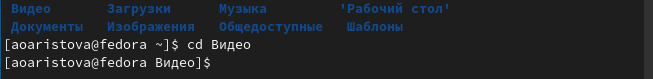 Видео Загрузки Музыка 'Рабочий стол'
Документы Изображения Общедоступные Шаблоны
[aoaristova@fedora ~]$ cd Видео
[aoaristova@fedora Видео]$